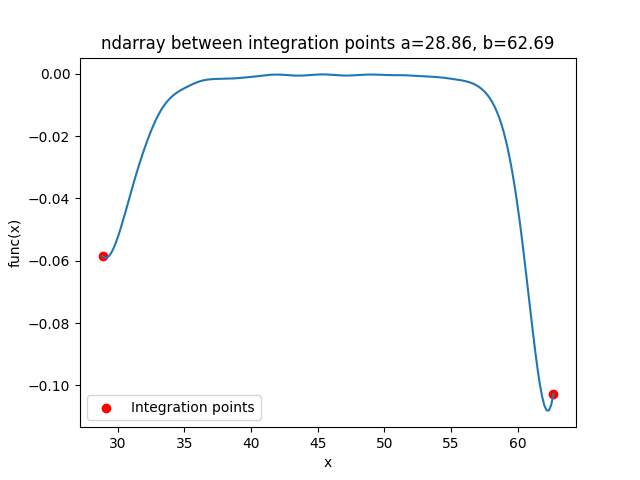 ndarray between integration points a=28.86, b=62.69
0.00
−0.02
−0.04
−0.06
−0.08
−0.10
func(x)
Integration points
30 35 40 45 50 55 60
x